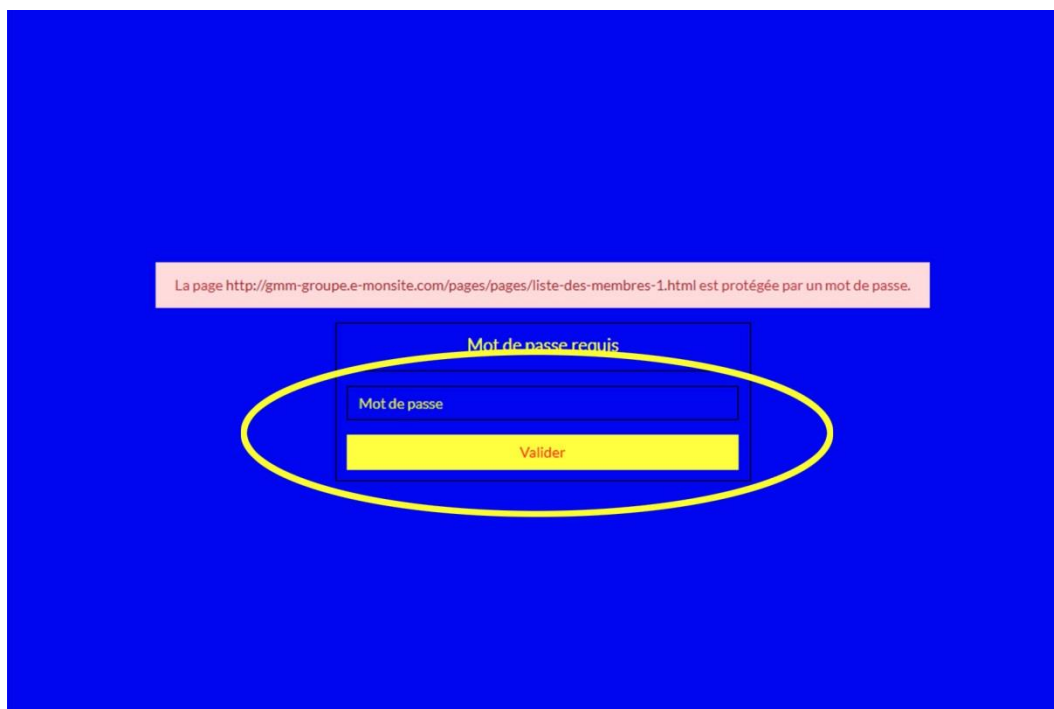 La page http://gmm-groupe.e-monsite.com/pages/pages/liste-des-membres-1.html est protégée par un mot de passe.
Mot de passe requis
Mot de passe
Valider